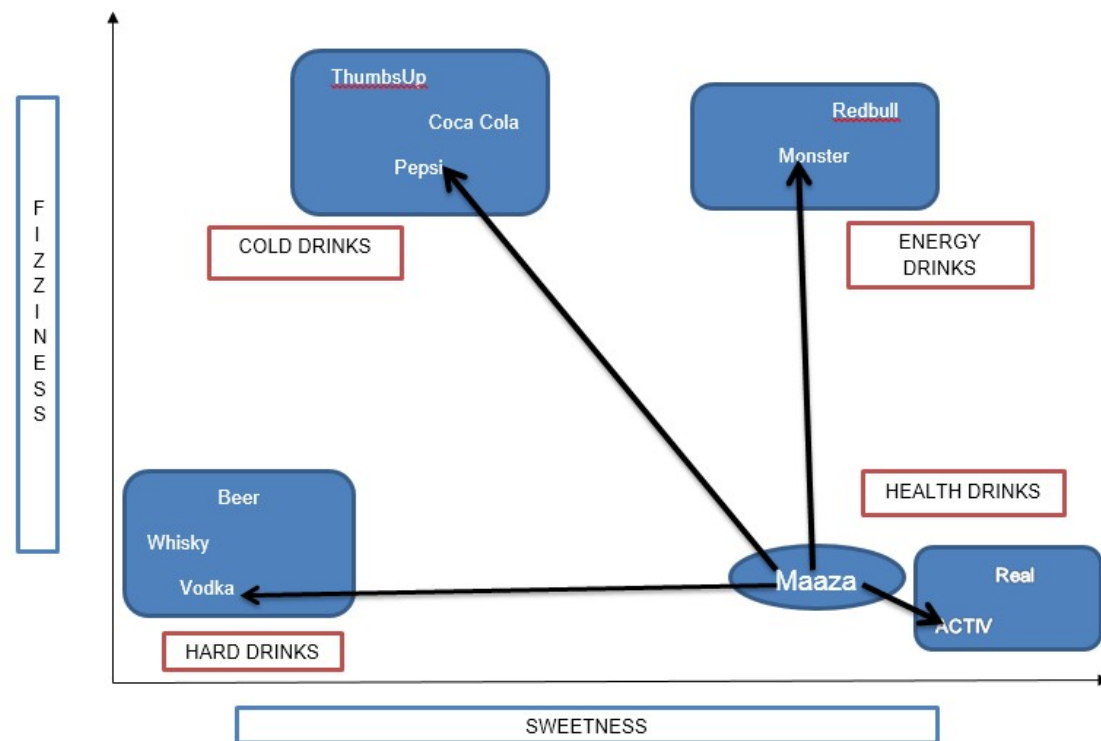 ThumbsUp
Coca Cola
Pepsi
Redbull
Monster
FIZZINESS
COLD DRINKS
ENERGY
DRINKS
Beer
Whisky
Vodka
HARD DRINKS
HEALTH DRINKS
Maaza
Real
ACTIV
SWEETNESS